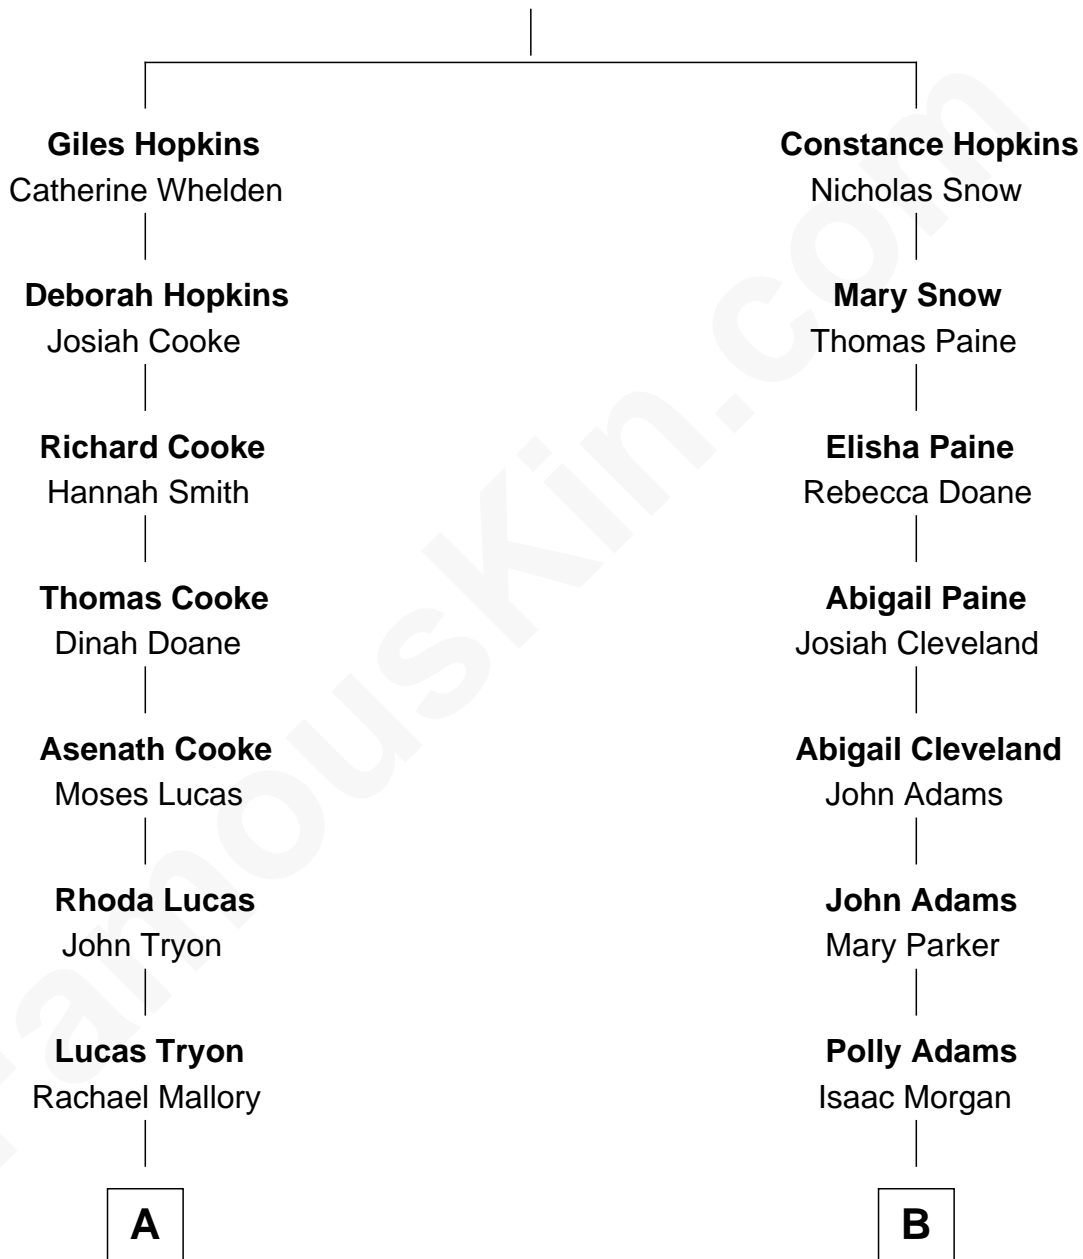 Giles Hopkins
Catherine Whelden
Deborah Hopkins
Josiah Cooke
Richard Cooke
Hannah Smith
Thomas Cooke
Dinah Doane
Asenath Cooke
Moses Lucas
Rhoda Lucas
John Tryon
Lucas Tryon
Rachael Mallory
A
Constance Hopkins
Nicholas Snow
Mary Snow
Thomas Paine
Elisha Paine
Rebecca Doane
Abigail Paine
Josiah Cleveland
Abigail Cleveland
John Adams
John Adams
Mary Parker
Polly Adams
Isaac Morgan
B
FamousKin.com